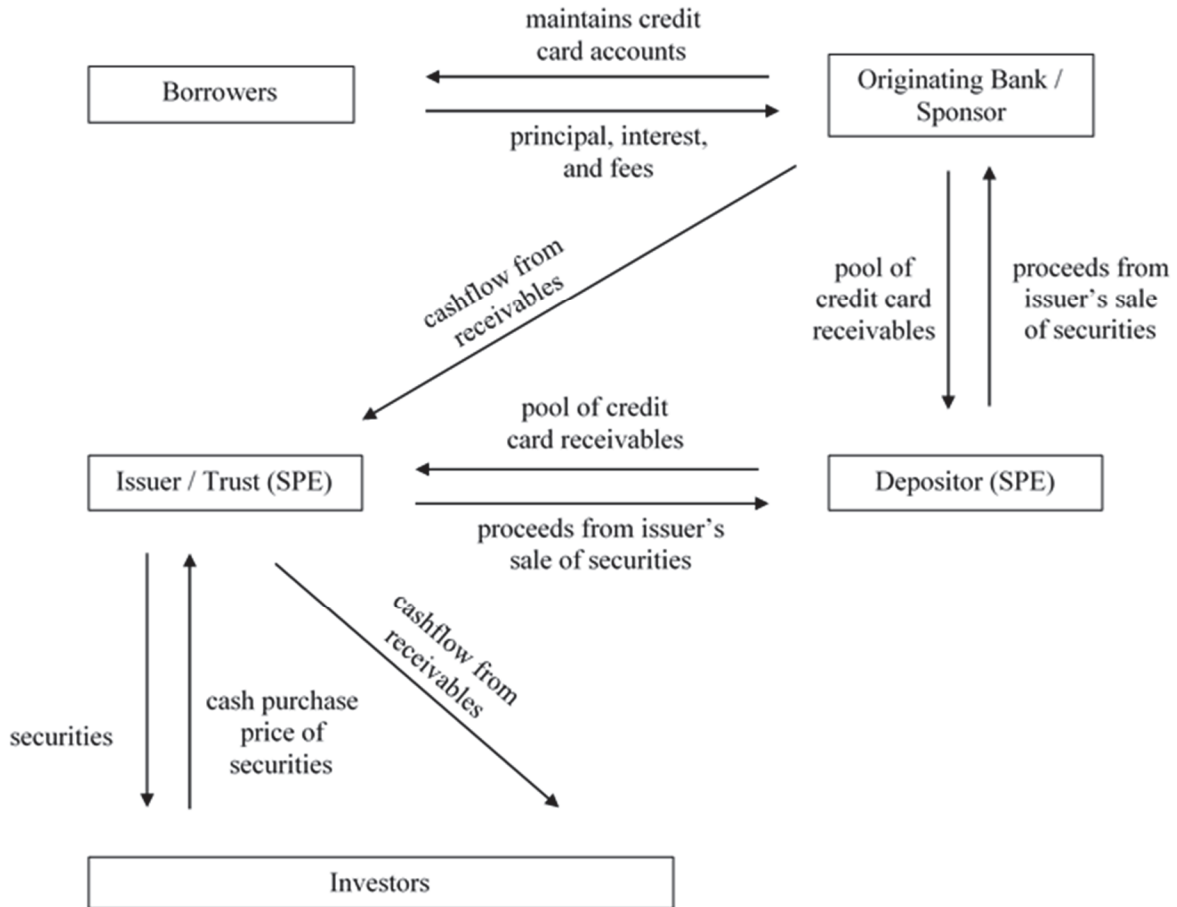 maintains credit
card accounts
Borrowers
Originating Bank /
Sponsor
principal, interest,
and fees
cashflow from
receivables
pool of
credit card
receivables
proceeds from
issuer's sale
of securities
pool of credit
card receivables
Issuer / Trust (SPE)
Depositor (SPE)
proceeds from issuer's
sale of securities
cashflow from
receivables
securities
cash purchase
price of
securities
Investors